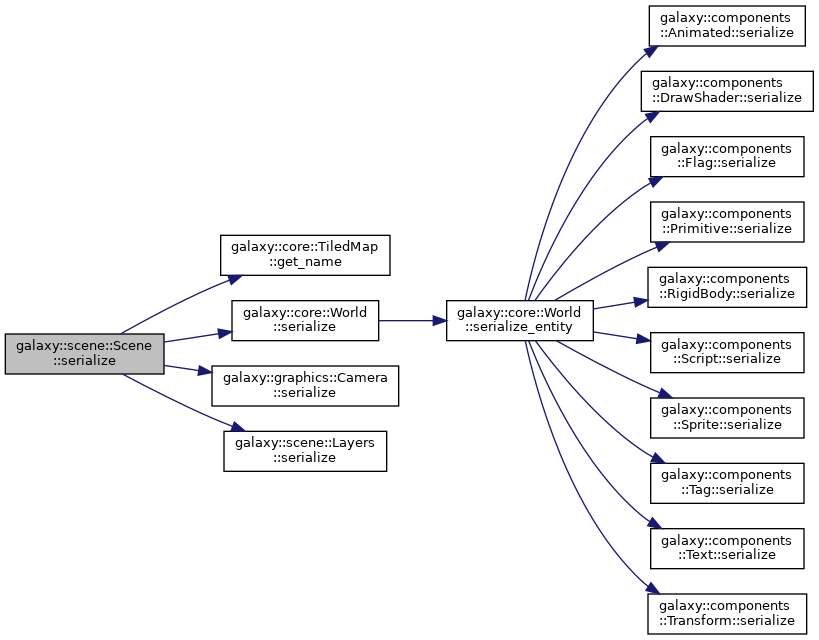 galaxy::scene::Scene
::serialize
galaxy::core::TiledMap
::get_name
galaxy::core::World
::serialize
galaxy::graphics::Camera
::serialize
galaxy::scene::Layers
::serialize
galaxy::core::World
::serialize_entity
galaxy::components
::Animated::serialize
galaxy::components
::DrawShader::serialize
galaxy::components
::Flag::serialize
galaxy::components
::Primitive::serialize
galaxy::components
::RigidBody::serialize
galaxy::components
::Script::serialize
galaxy::components
::Sprite::serialize
galaxy::components
::Tag::serialize
galaxy::components
::Text::serialize
galaxy::components
::Transform::serialize